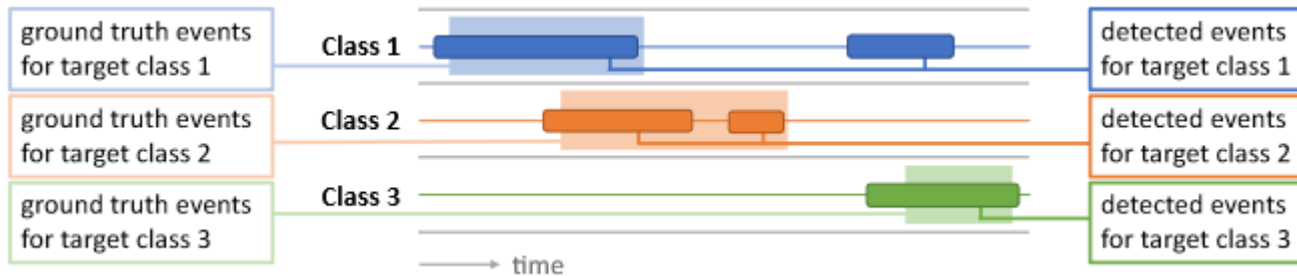 ground truth events
for target class 1
Class 1
detected events
for target class 1
ground truth events
for target class 2
Class 2
detected events
for target class 2
ground truth events
for target class 3
Class 3
detected events
for target class 3
time